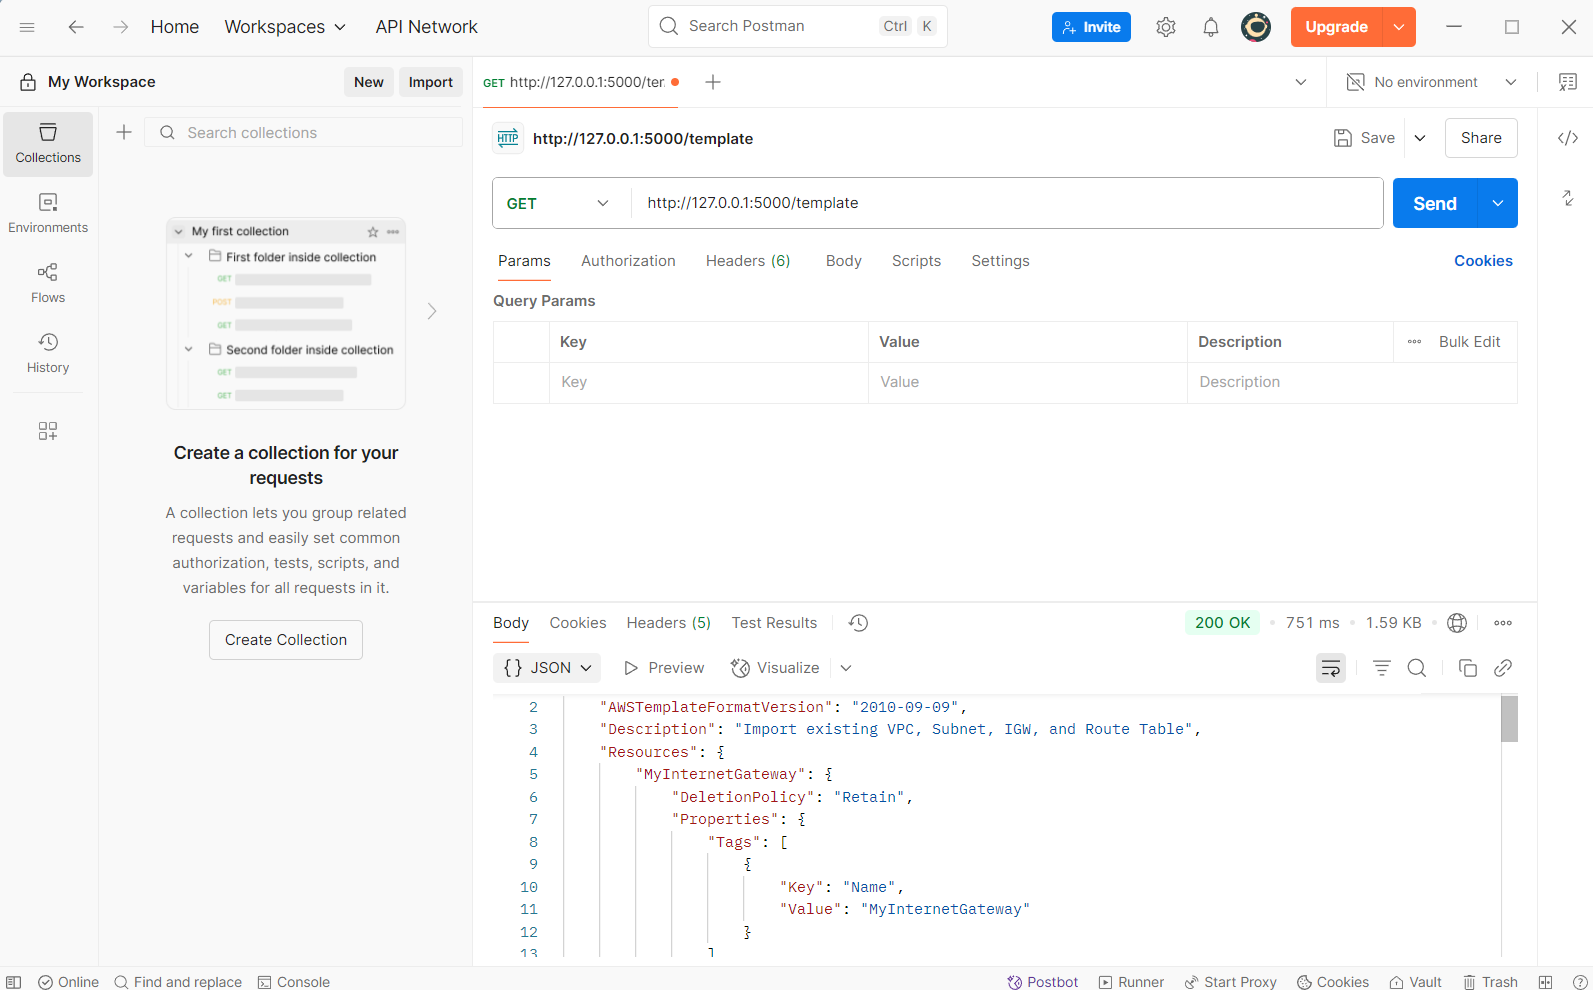 Home Workspaces API Network Search Postman Ctrl K Invite Upgrade
My Workspace New Import GET http://127.0.0.1:5000/ter. No environment
Collections
Environments
Flows
History
Search collections
My first collection
First folder inside collection
GET
POST
GET
Second folder inside collection
GET
GET
Create a collection for your
requests
A collection lets you group related
requests and easily set common
authorization, tests, scripts, and
variables for all requests in it.
Create Collection
HTTP http://127.0.0.1:5000/template Save Share
GET http://127.0.0.1:5000/template Send
Params Authorization Headers (6) Body Scripts Settings Cookies
Query Params
Key Value Description Bulk Edit
Key Value Description
Body Cookies Headers (5) Test Results 200 OK 751 ms 1.59 KB
{} JSON Preview Visualize
2 "AWSTemplateFormatVersion": "2010-09-09",
3 "Description": "Import existing VPC, Subnet, IGW, and Route Table",
4 "Resources": {
5 "MyInternetGateway": {
6 "DeletionPolicy": "Retain",
7 "Properties": {
8 "Tags": [
9 {
10 "Key": "Name",
11 "Value": "MyInternetGateway"
12 }
13 ]
Online Find and replace Console Postbot Runner Start Proxy Cookies Vault Trash